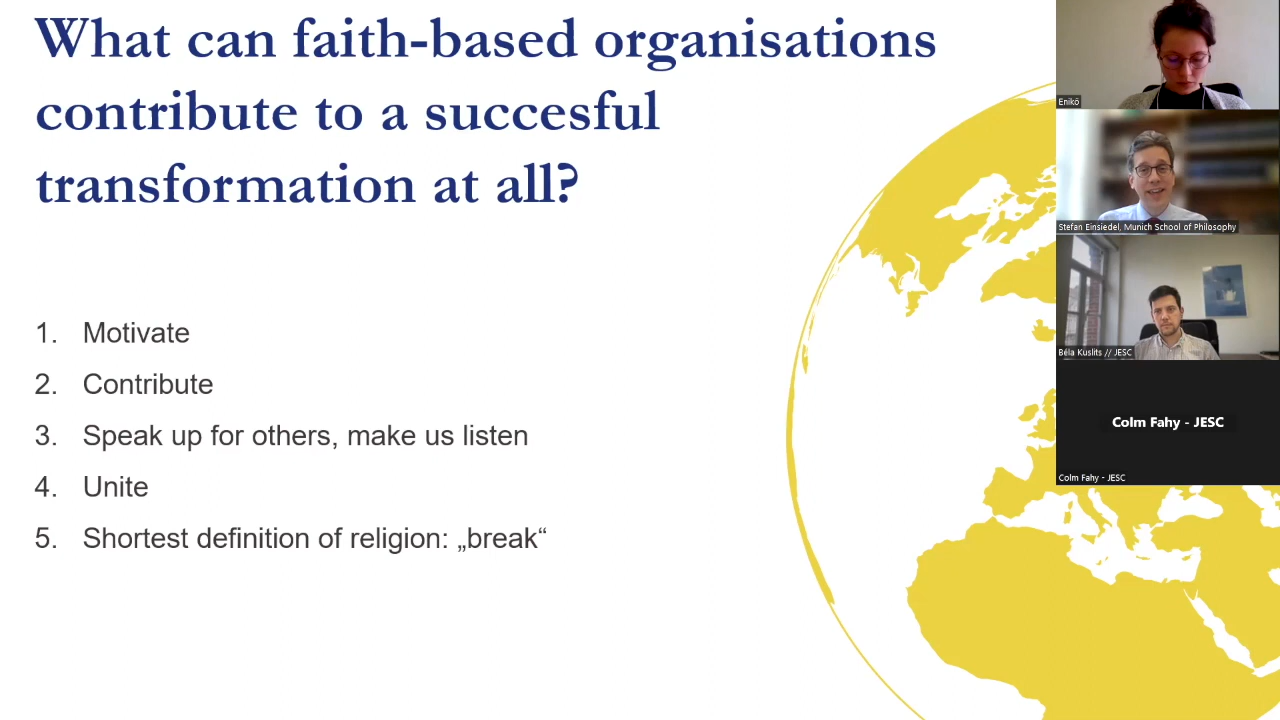 What can faith-based organisations
contribute to a succesful
transformation at all?
1. Motivate
2. Contribute
3. Speak up for others, make us listen
4. Unite
5. Shortest definition of religion: „break“
Enikö
Stefan Einsiedel, Munich School of Philosophy
Béla Kuslits // JESC
Colm Fahy - JESC
Colm Fahy - JESC